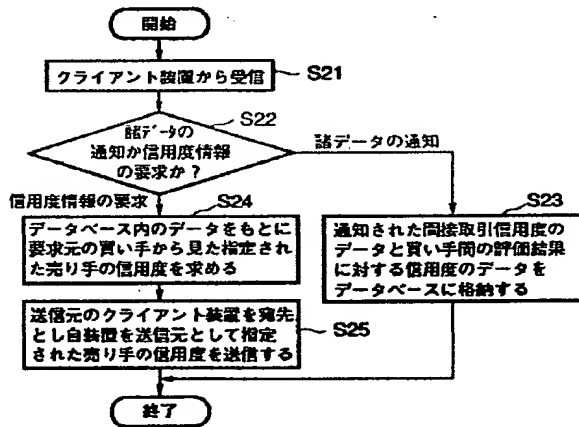 開始
クライアント装置から受信
S21
S22
諸ﾃﾞｰﾀの
通知か信用度情報
の要求か？
諸データの通知
信用度情報の要求
S24
データベース内のデータをもとに
要求元の買い手から見た指定され
た売り手の信用度を求める
S23
通知された間接取引信用度の
データと買い手間の評価結果
に対する信用度のデータを
データベースに格納する
送信元のクライアント装置を宛先
とし自装置を送信元として指定
された売り手の信用度を送信する
S25
終了